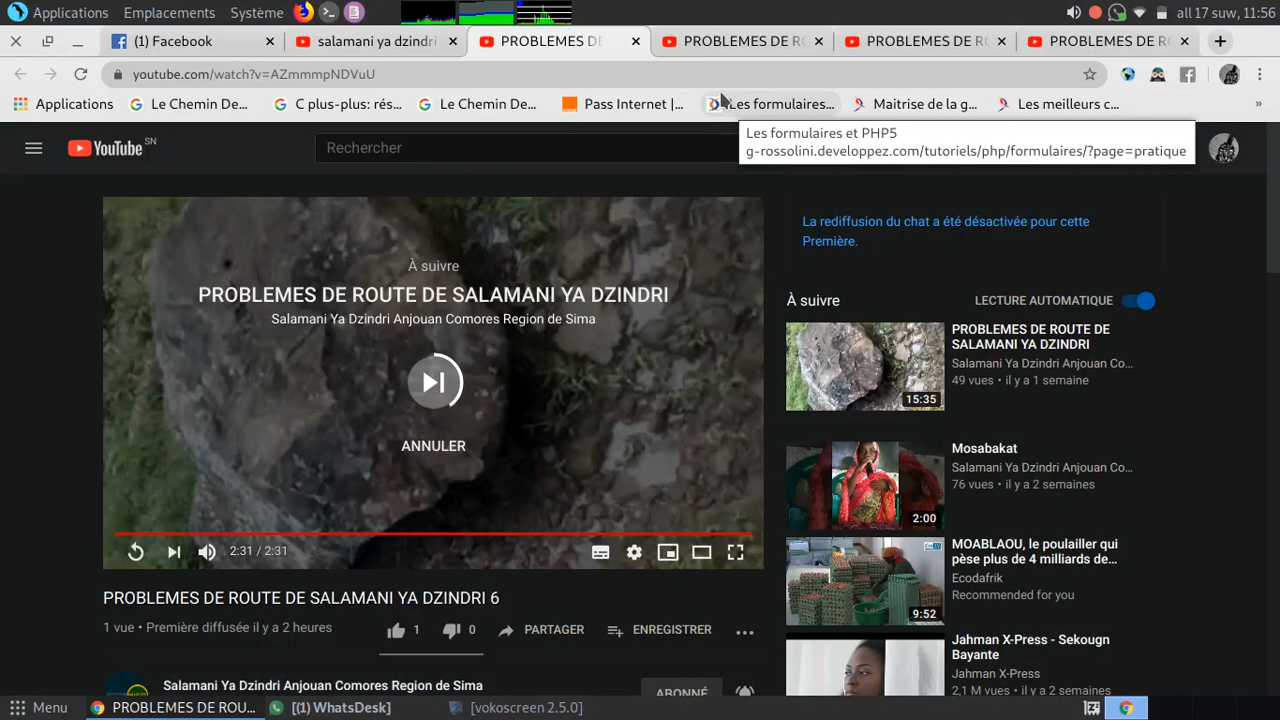 Applications Emplacements Système all 17 suw, 11:56
(1) Facebook salamani ya dzindri PROBLEMES DE PROBLEMES DE RO PROBLEMES DE RO PROBLEMES DE RO
youtube.com/watch?v=AZmmmpNDVuU
Applications Le Chemin De... C plus-plus: rés... Le Chemin De... Pass Internet |... Les formulaires... Maitrise de la g... Les meilleurs c... »
Les formulaires et PHP5
g-rossolini.developpez.com/tutoriels/php/formulaires/?page=pratique
YouTube SN
Rechercher
À suivre
PROBLEMES DE ROUTE DE SALAMANI YA DZINDRI
Salamani Ya Dzindri Anjouan Comores Region de Sima
ANNULER
2:31 / 2:31
PROBLEMES DE ROUTE DE SALAMANI YA DZINDRI 6
1 vue • Première diffusée il y a 2 heures
1 0 PARTAGER ENREGISTRER
Salamani Ya Dzindri Anjouan Comores Region de Sima
ABONNÉ
La rediffusion du chat a été désactivée pour cette
Première.
À suivre LECTURE AUTOMATIQUE
PROBLEMES DE ROUTE DE
SALAMANI YA DZINDRI
Salamani Ya Dzindri Anjouan Co...
49 vues • il y a 1 semaine
15:35
Mosabakat
Salamani Ya Dzindri Anjouan Co...
76 vues • il y a 2 semaines
2:00
MOABLAOU, le poulailler qui
pèse plus de 4 milliards de...
Ecodafrik
Recommended for you
9:52
Jahman X-Press - Sekougn
Bayante
Jahman X-Press
2,1 M vues • il y a
Menu PROBLEMES DE ROU... [(1) WhatsDesk] [vokoscreen 2.5.0]